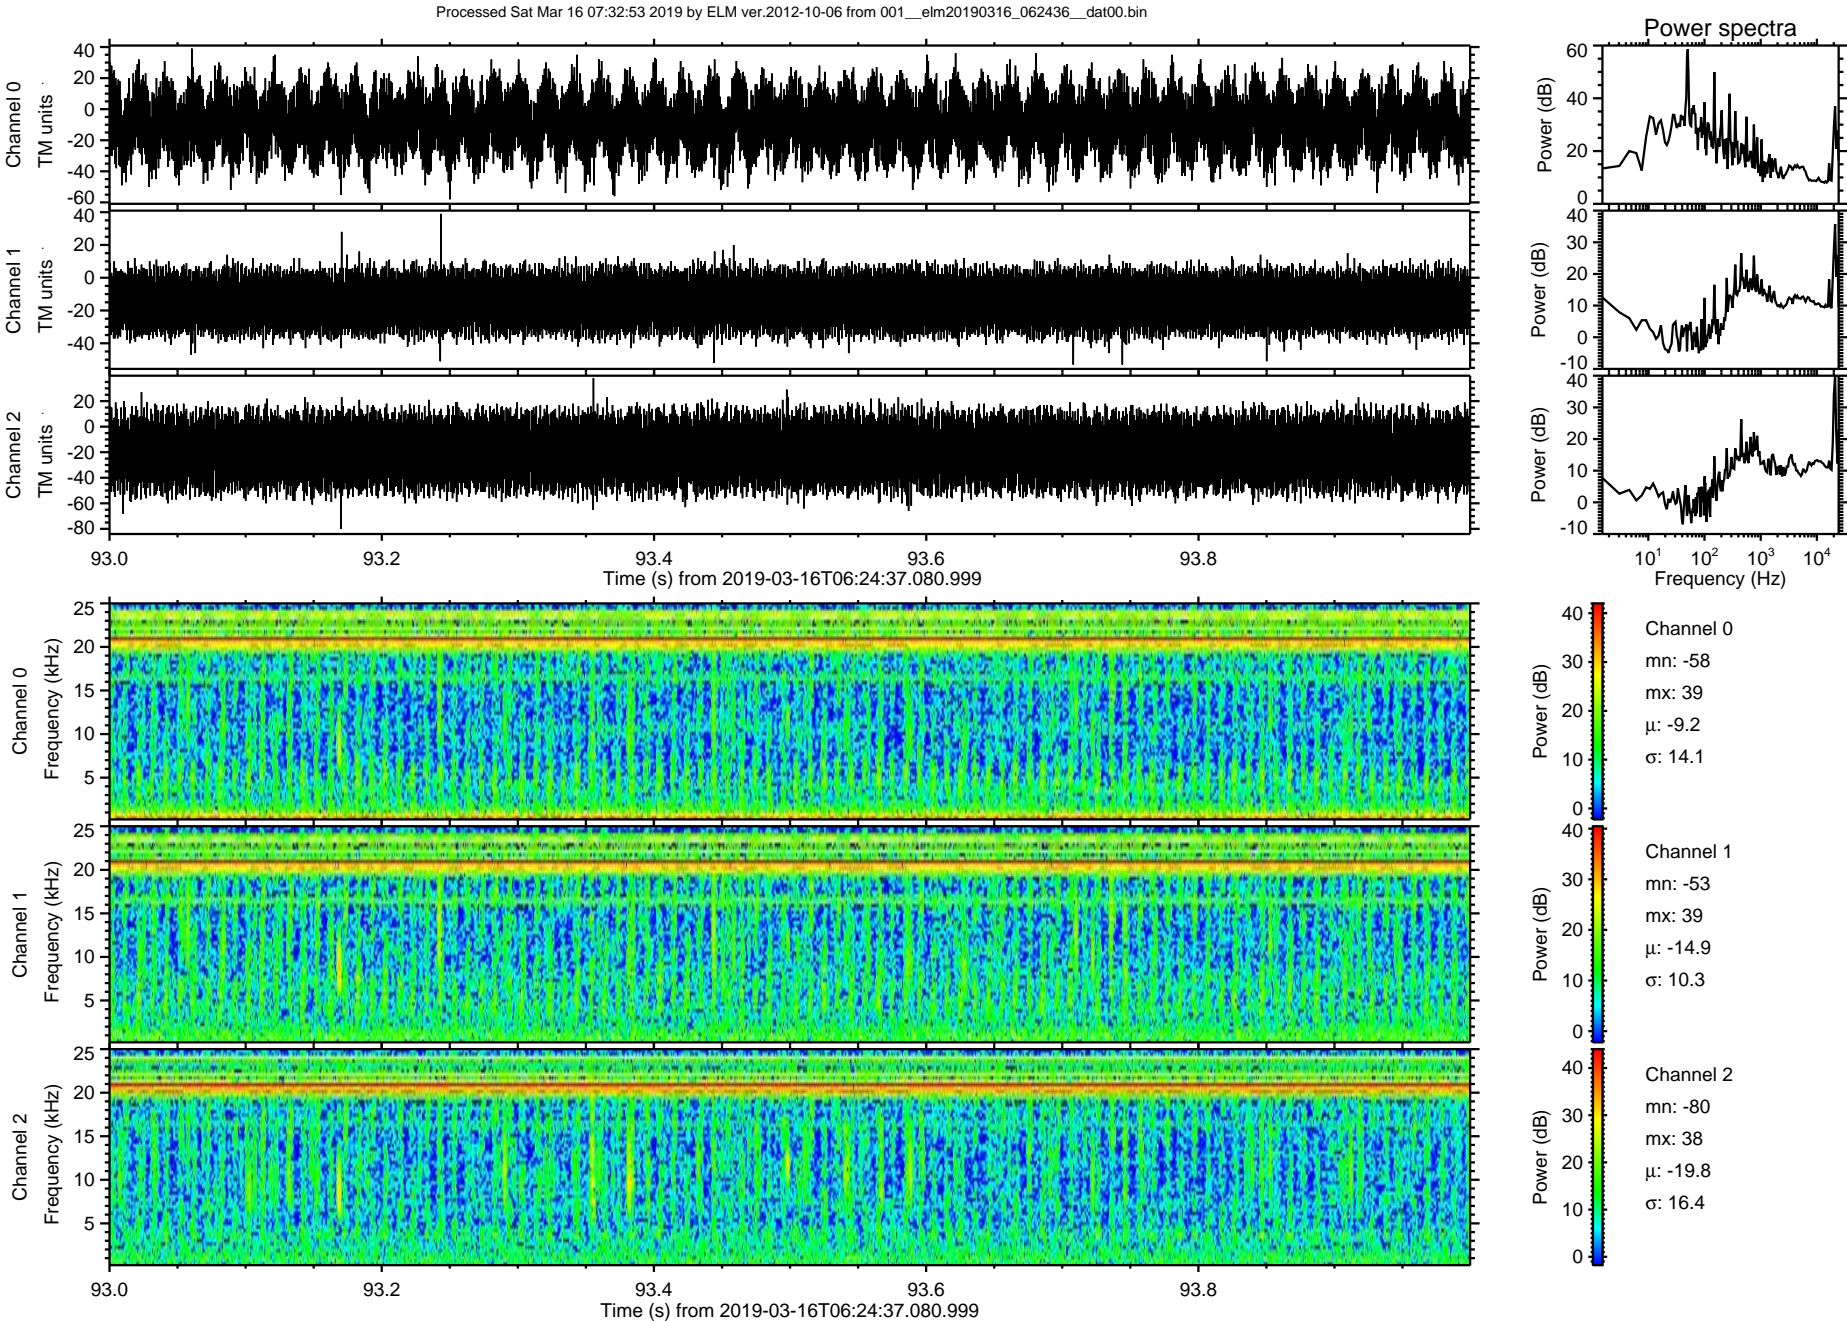 Processed Sat Mar 16 07:32:53 2019 by ELM ver.2012-10-06 from 001__elm20190316_062436__dat00.bin
Power spectra
Channel 0
TM units
40
20
0
-20
-40
-60
Power (dB)
60
40
20
0
Channel 1
TM units
40
20
0
-20
-40
Power (dB)
40
30
20
10
0
-10
Channel 2
TM units
20
0
-20
-40
-60
-80
Power (dB)
40
30
20
10
0
-10
93.0 93.2 93.4 93.6 93.8
Time (s) from 2019-03-16T06:24:37.080.999
10¹ 10² 10³ 10⁴
Frequency (Hz)
Channel 0
Frequency (kHz)
25
20
15
10
5
Power (dB)
40
30
20
10
0
Channel 0
mn: -58
mx: 39
μ: -9.2
σ: 14.1
Channel 1
Frequency (kHz)
25
20
15
10
5
Power (dB)
40
30
20
10
0
Channel 1
mn: -53
mx: 39
μ: -14.9
σ: 10.3
Channel 2
Frequency (kHz)
25
20
15
10
5
Power (dB)
40
30
20
10
0
Channel 2
mn: -80
mx: 38
μ: -19.8
σ: 16.4
93.0 93.2 93.4 93.6 93.8
Time (s) from 2019-03-16T06:24:37.080.999